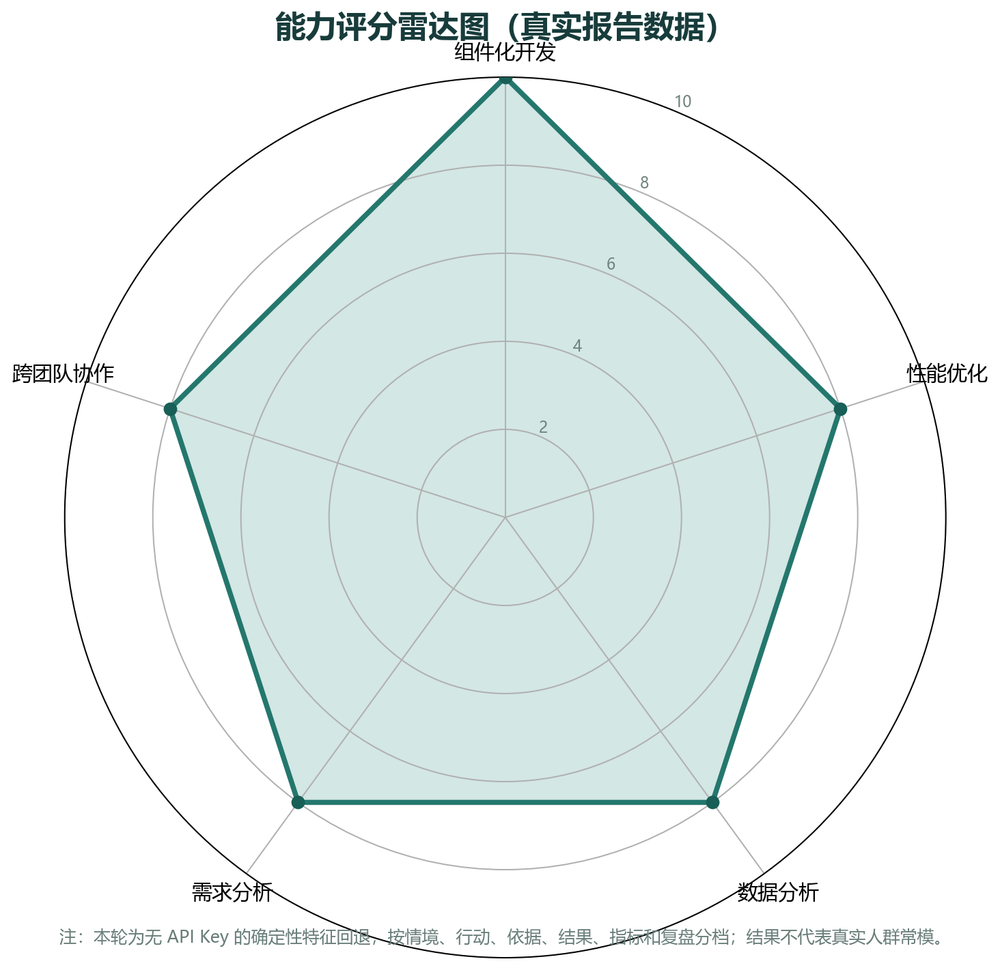 能力评分雷达图（真实报告数据）
组件化开发
10
8
6
4
跨团队协作
性能优化
2
需求分析
数据分析
注：本轮为无 API Key 的确定性特征回退，按情境、行动、依据、结果、指标和复盘分档；结果不代表真实人群常模。